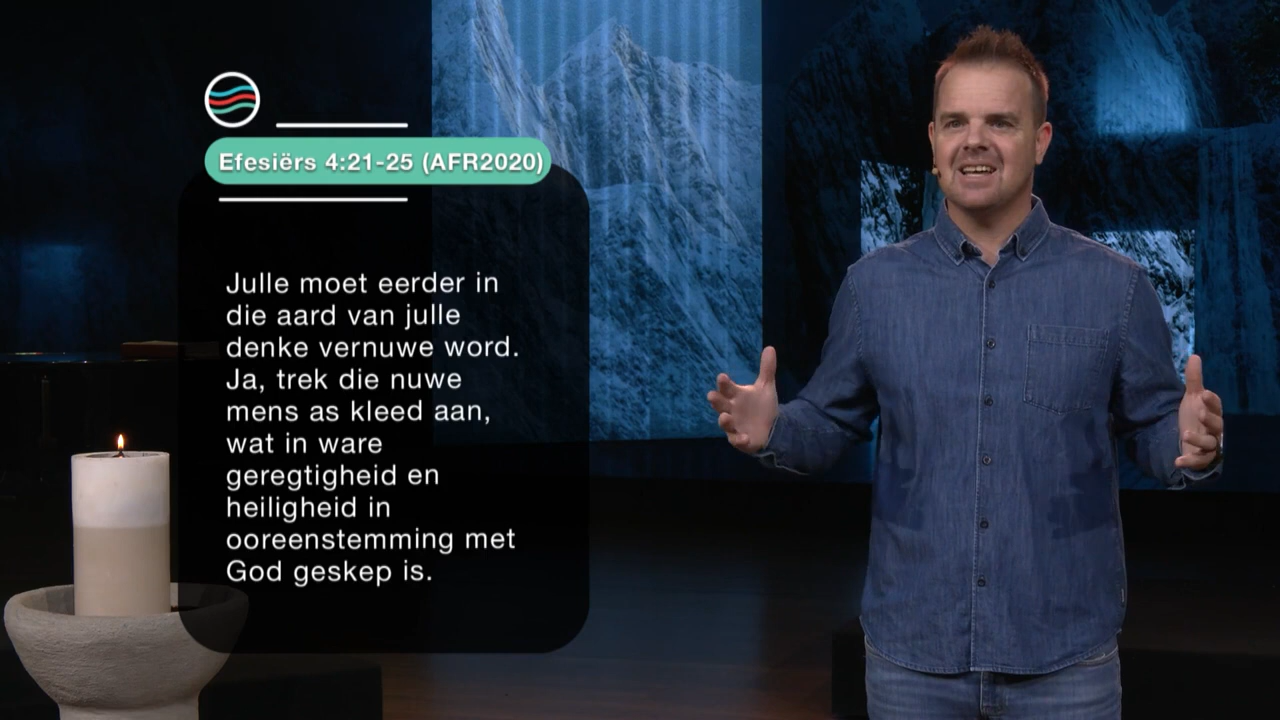 Efesiërs 4:21-25 (AFR2020)
Julle moet eerder in
die aard van julle
denke vernuwe word.
Ja, trek die nuwe
mens as kleed aan,
wat in ware
geregtigheid en
heiligheid in
ooreenstemming met
God geskep is.